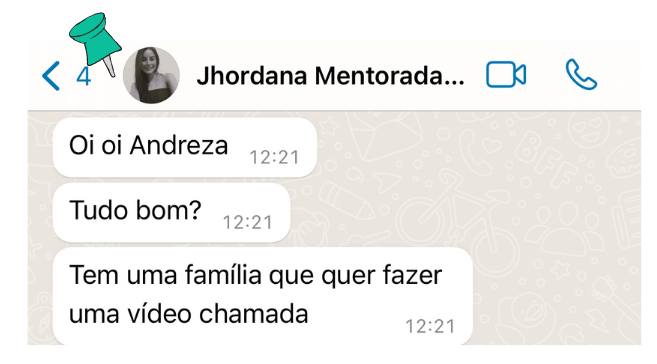 4 Jhordana Mentorada...
Oi oi Andreza 12:21
Tudo bom? 12:21
Tem uma família que quer fazer
uma vídeo chamada 12:21